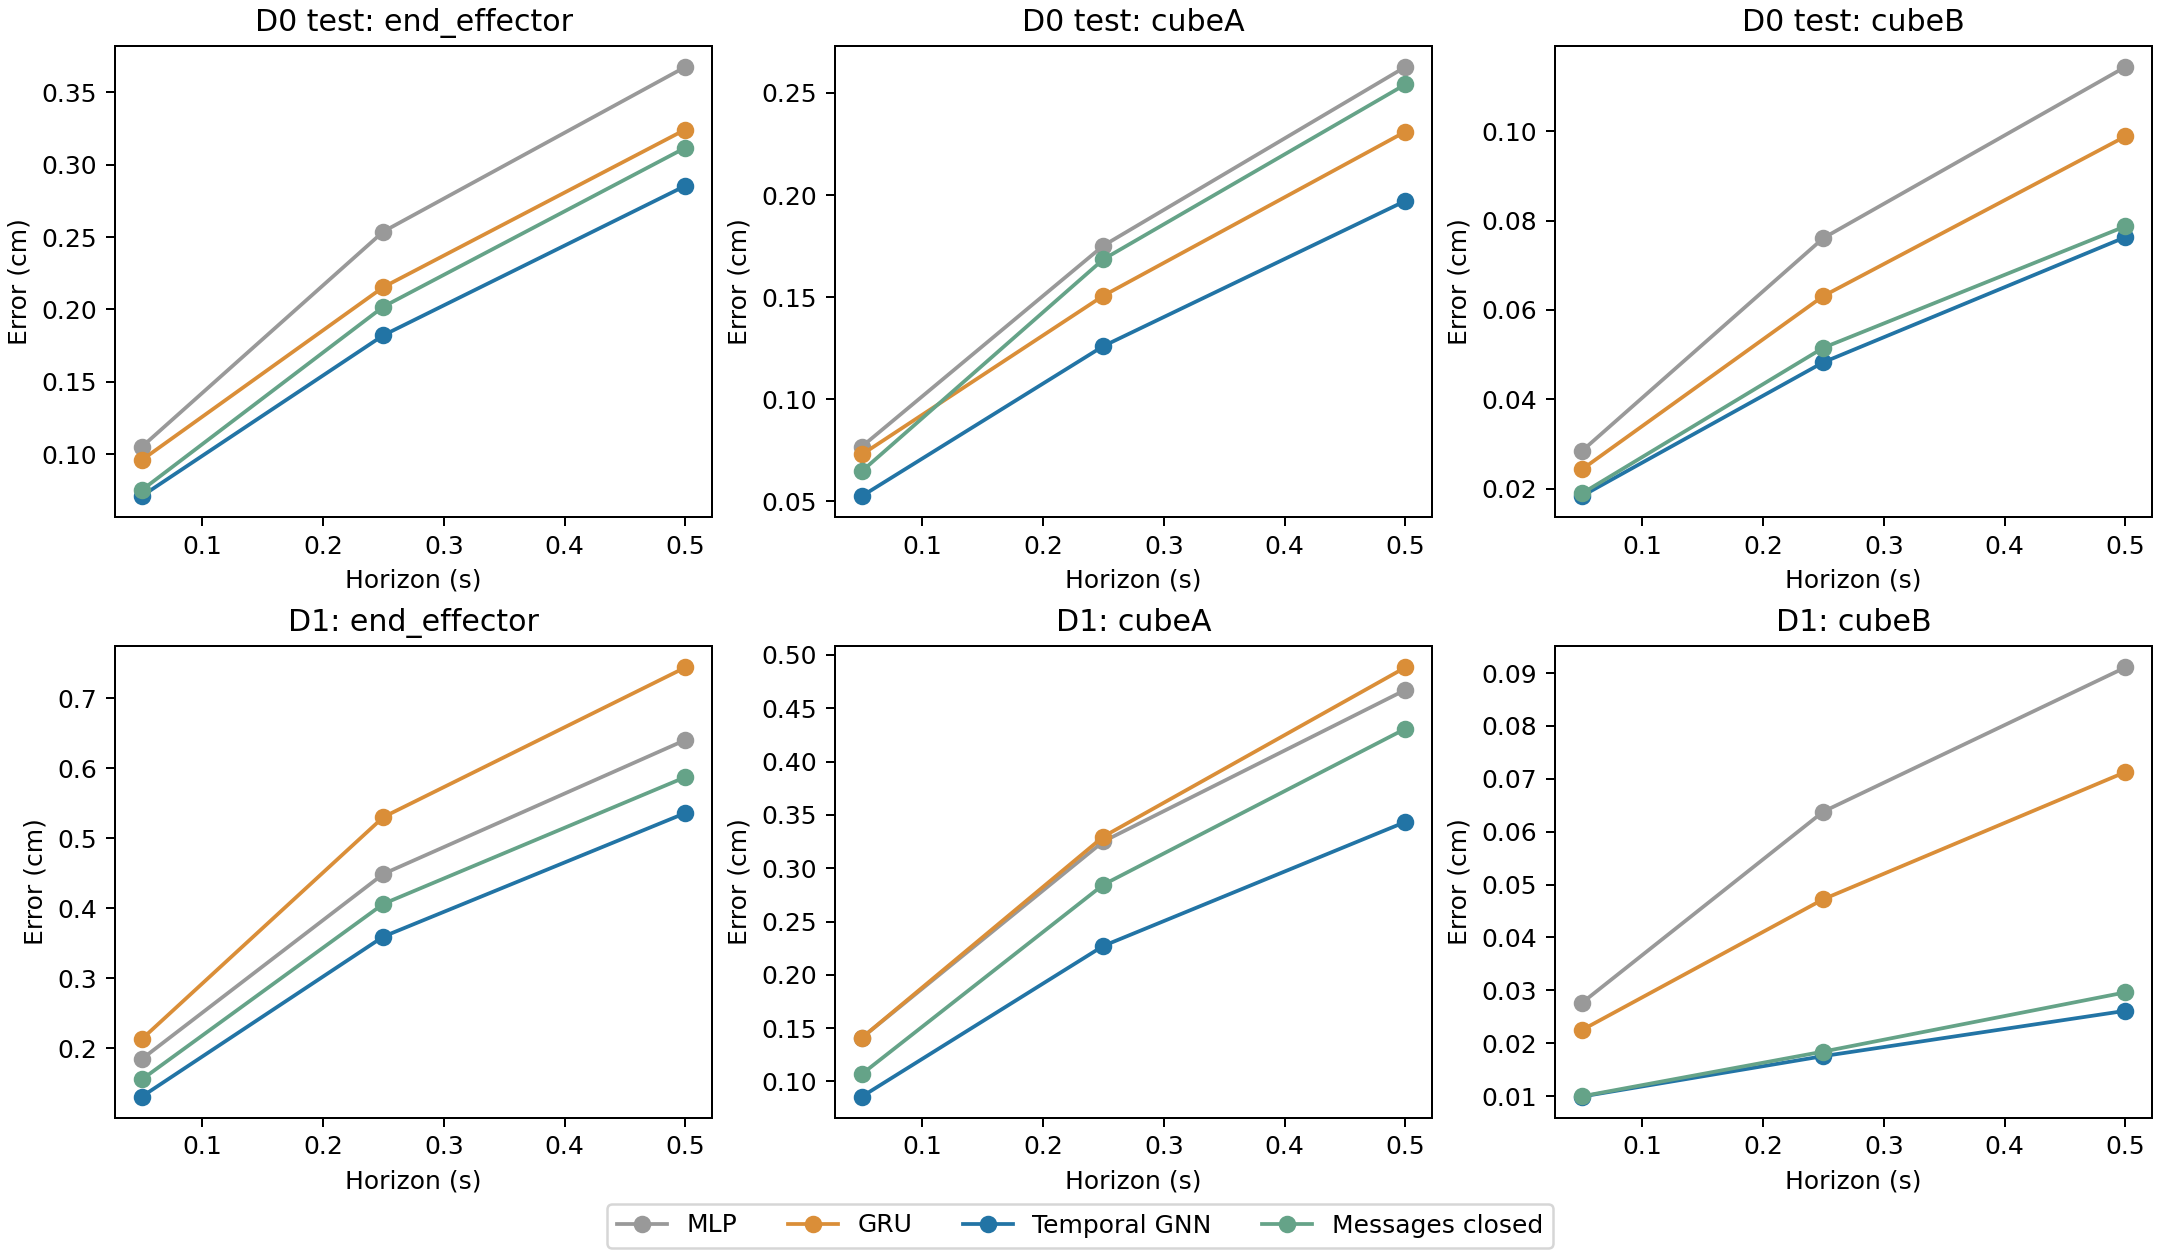 D0 test: end_effector
D0 test: cubeA
D0 test: cubeB
Error (cm)
0.35
0.30
0.25
0.20
0.15
0.10
0.1 0.2 0.3 0.4 0.5
Horizon (s)
Error (cm)
0.25
0.20
0.15
0.10
0.05
0.1 0.2 0.3 0.4 0.5
Horizon (s)
Error (cm)
0.10
0.08
0.06
0.04
0.02
0.1 0.2 0.3 0.4 0.5
Horizon (s)
D1: end_effector
D1: cubeA
D1: cubeB
Error (cm)
0.7
0.6
0.5
0.4
0.3
0.2
0.1 0.2 0.3 0.4 0.5
Horizon (s)
Error (cm)
0.50
0.45
0.40
0.35
0.30
0.25
0.20
0.15
0.10
0.1 0.2 0.3 0.4 0.5
Horizon (s)
Error (cm)
0.09
0.08
0.07
0.06
0.05
0.04
0.03
0.02
0.01
0.1 0.2 0.3 0.4 0.5
Horizon (s)
MLP GRU Temporal GNN Messages closed